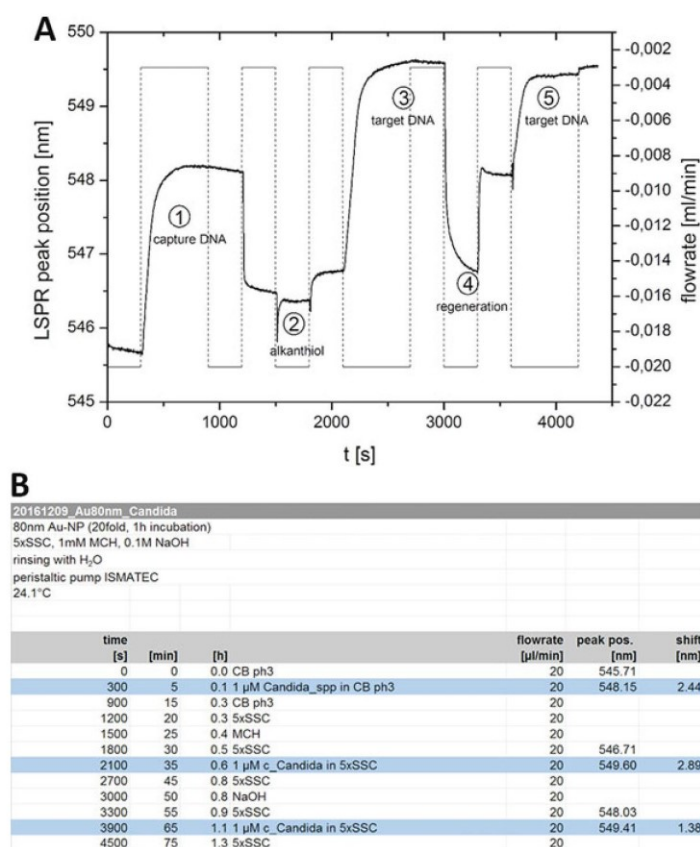 A
550
549
548
547
546
545
LSPR peak position [nm]
0
1000
2000
3000
4000
t [s]
-0,002
-0,004
-0,006
-0,008
-0,010
-0,012
-0,014
-0,016
-0,018
-0,020
-0,022
flowrate [ml/min]
1
capture DNA
2
alkanthiol
3
target DNA
4
regeneration
5
target DNA
B
20161209_Au80nm_Candida
80nm Au-NP (20fold, 1h incubation)
5xSSC, 1mM MCH, 0.1M NaOH
rinsing with H₂O
peristaltic pump ISMATEC
24.1°C
time flowrate peak pos. shift
[s] [min] [h] [µl/min] [nm] [nm]
0 0 0.0 CB ph3 20 545.71
300 5 0.1 1 µM Candida_spp in CB ph3 20 548.15 2.44
900 15 0.3 CB ph3 20
1200 20 0.3 5xSSC 20
1500 25 0.4 MCH 20
1800 30 0.5 5xSSC 20 546.71
2100 35 0.6 1 µM c_Candida in 5xSSC 20 549.60 2.89
2700 45 0.8 5xSSC 20
3000 50 0.8 NaOH 20
3300 55 0.9 5xSSC 20 548.03
3900 65 1.1 1 µM c_Candida in 5xSSC 20 549.41 1.38
4500 75 1.3 5xSSC 20